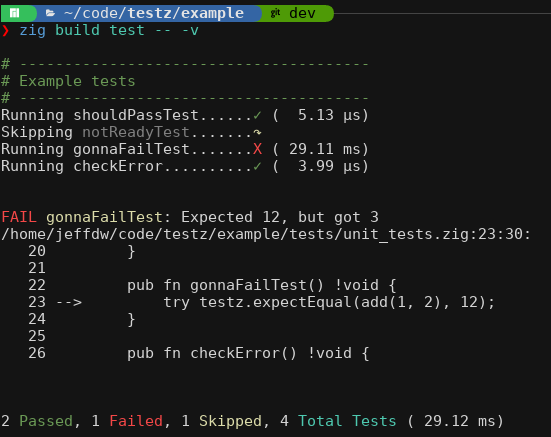 ~/code/testz/example git dev
❯ zig build test -- -v
# ---------------------------------------
# Example tests
# ---------------------------------------
Running shouldPassTest......✓ (  5.13 µs)
Skipping notReadyTest.......↷
Running gonnaFailTest.......X ( 29.11 ms)
Running checkError..........✓ (  3.99 µs)
FAIL gonnaFailTest: Expected 12, but got 3
/home/jeffdw/code/testz/example/tests/unit_tests.zig:23:30:
   20         }
   21
   22         pub fn gonnaFailTest() !void {
   23 -->         try testz.expectEqual(add(1, 2), 12);
   24         }
   25
   26         pub fn checkError() !void {
2 Passed, 1 Failed, 1 Skipped, 4 Total Tests ( 29.12 ms)